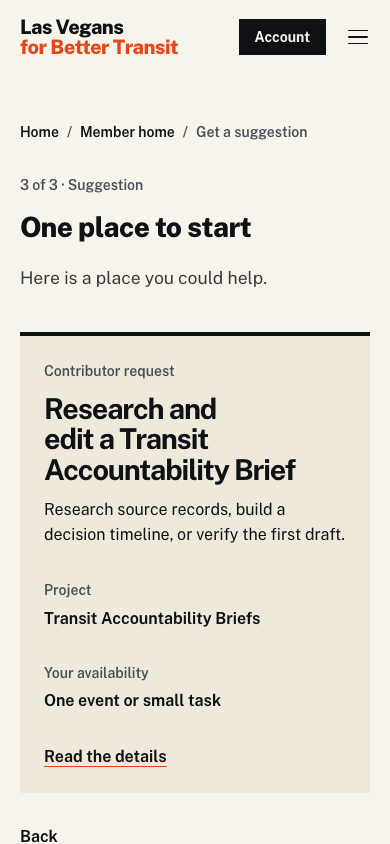 Las Vegans
for Better Transit
Account
Home / Member home / Get a suggestion
3 of 3 · Suggestion
One place to start
Here is a place you could help.
Contributor request
Research and
edit a Transit
Accountability Brief
Research source records, build a
decision timeline, or verify the first draft.
Project
Transit Accountability Briefs
Your availability
One event or small task
Read the details
Back